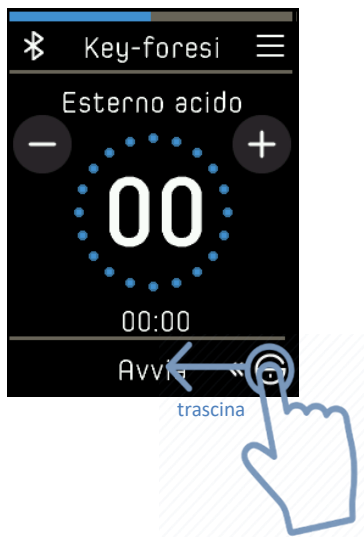 Key-foresi
Esterno acido
00
00:00
Avvia
trascina